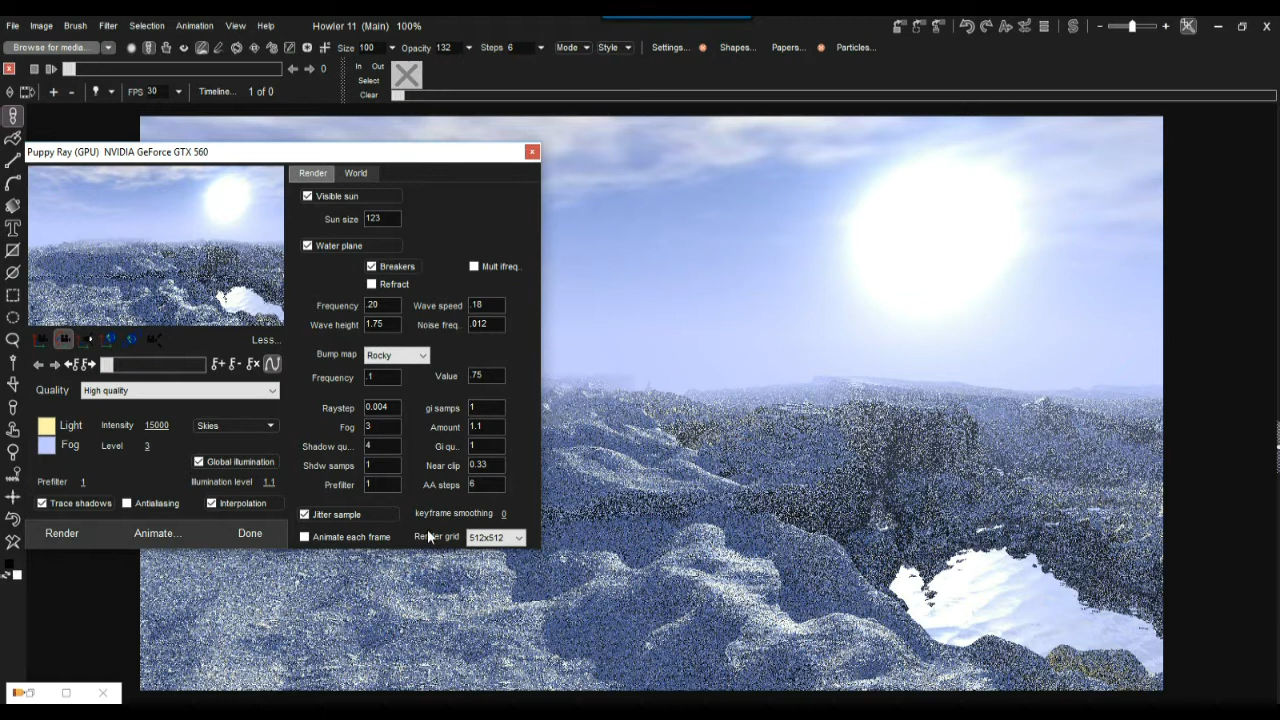 File Image Brush Filter Selection Animation View Help Howler 11 (Main) 100%
Browse for media... Size 100 Opacity 132 Steps 6 Mode Style Settings... Shapes... Papers... Particles...
0 In Out
Select
FPS 30 Timeline... 1 of 0 Clear
Puppy Ray (GPU) NVIDIA GeForce GTX 560
Render World
Visible sun
Sun size 123
Water plane
Breakers Mult ifreq..
Refract
Frequency .20 Wave speed .18
Wave height 1.75 Noise freq.. .012
Less...
Bump map Rocky
Frequency .1 Value .75
Quality High quality
Raystep 0.004 gi samps 1
Light Intensity 15000 Skies
Fog 3 Amount 1.1
Fog Level 3
Shadow qu... 4 Gi qu... 1
Global illumination
Shdw samps 1 Near clip 0.33
Prefilter 1 Illumination level 1.1
Prefilter 1 AA steps 6
Trace shadows Antialiasing Interpolation
Jitter sample keyframe smoothing 0
Render Animate... Done
Animate each frame Render grid 512x512